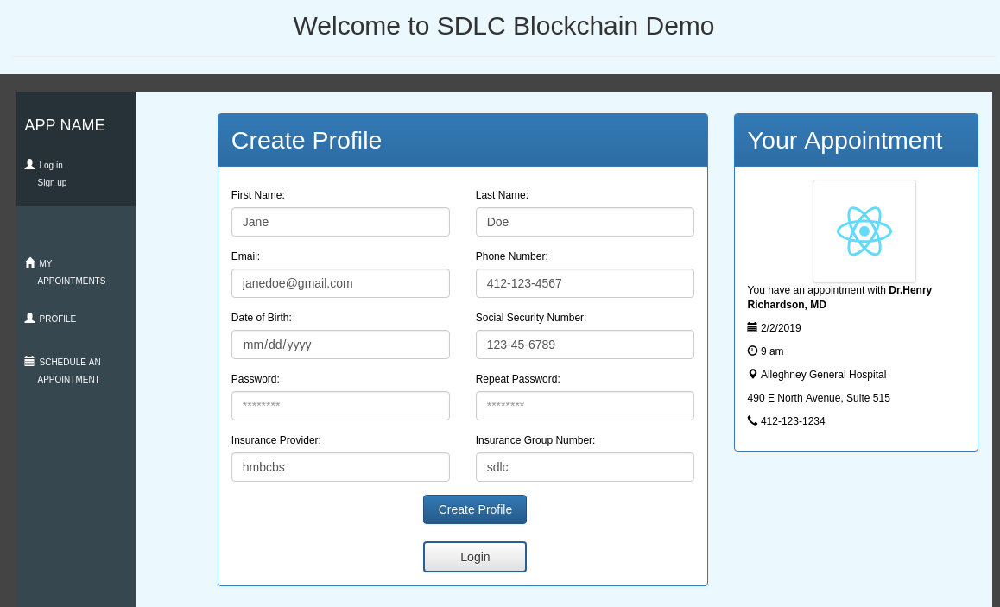 Welcome to SDLC Blockchain Demo
APP NAME
Log in
Sign up
MY
APPOINTMENTS
PROFILE
SCHEDULE AN
APPOINTMENT
Create Profile
First Name:
Last Name:
Jane
Doe
Email:
Phone Number:
janedoe@gmail.com
412-123-4567
Date of Birth:
Social Security Number:
mm/dd/yyyy
123-45-6789
Password:
Repeat Password:
********
********
Insurance Provider:
Insurance Group Number:
hmbcbs
sdlc
Create Profile
Login
Your Appointment
You have an appointment with Dr.Henry
Richardson, MD
2/2/2019
9 am
Alleghney General Hospital
490 E North Avenue, Suite 515
412-123-1234